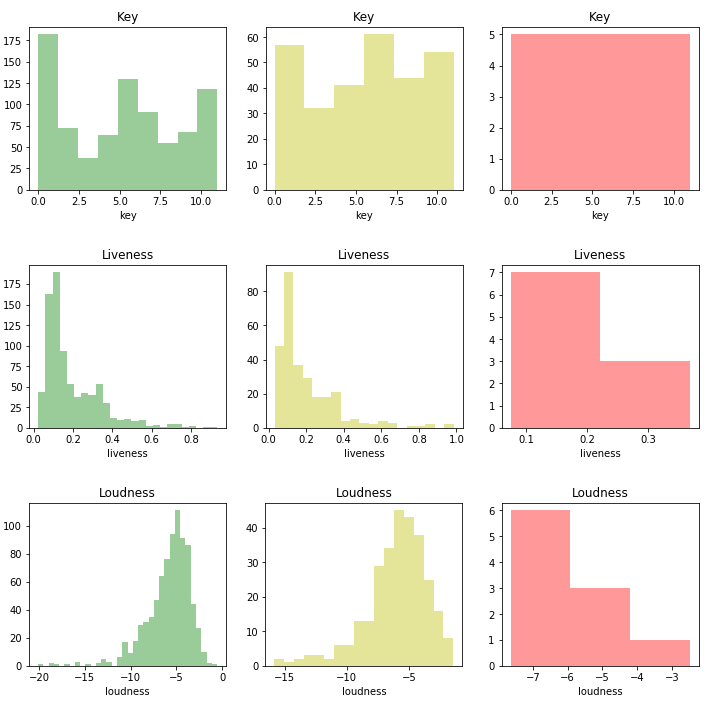 Key Key Key
175
150
125
100
75
50
25
0
0.0 2.5 5.0 7.5 10.0
key
60
50
40
30
20
10
0
0.0 2.5 5.0 7.5 10.0
key
5
4
3
2
1
0
0.0 2.5 5.0 7.5 10.0
key
Liveness Liveness Liveness
175
150
125
100
75
50
25
0
0.0 0.2 0.4 0.6 0.8
liveness
80
60
40
20
0
0.0 0.2 0.4 0.6 0.8 1.0
liveness
7
6
5
4
3
2
1
0
0.1 0.2 0.3
liveness
Loudness Loudness Loudness
100
80
60
40
20
0
−20 −15 −10 −5 0
loudness
40
30
20
10
0
−15 −10 −5
loudness
6
5
4
3
2
1
0
−7 −6 −5 −4 −3
loudness